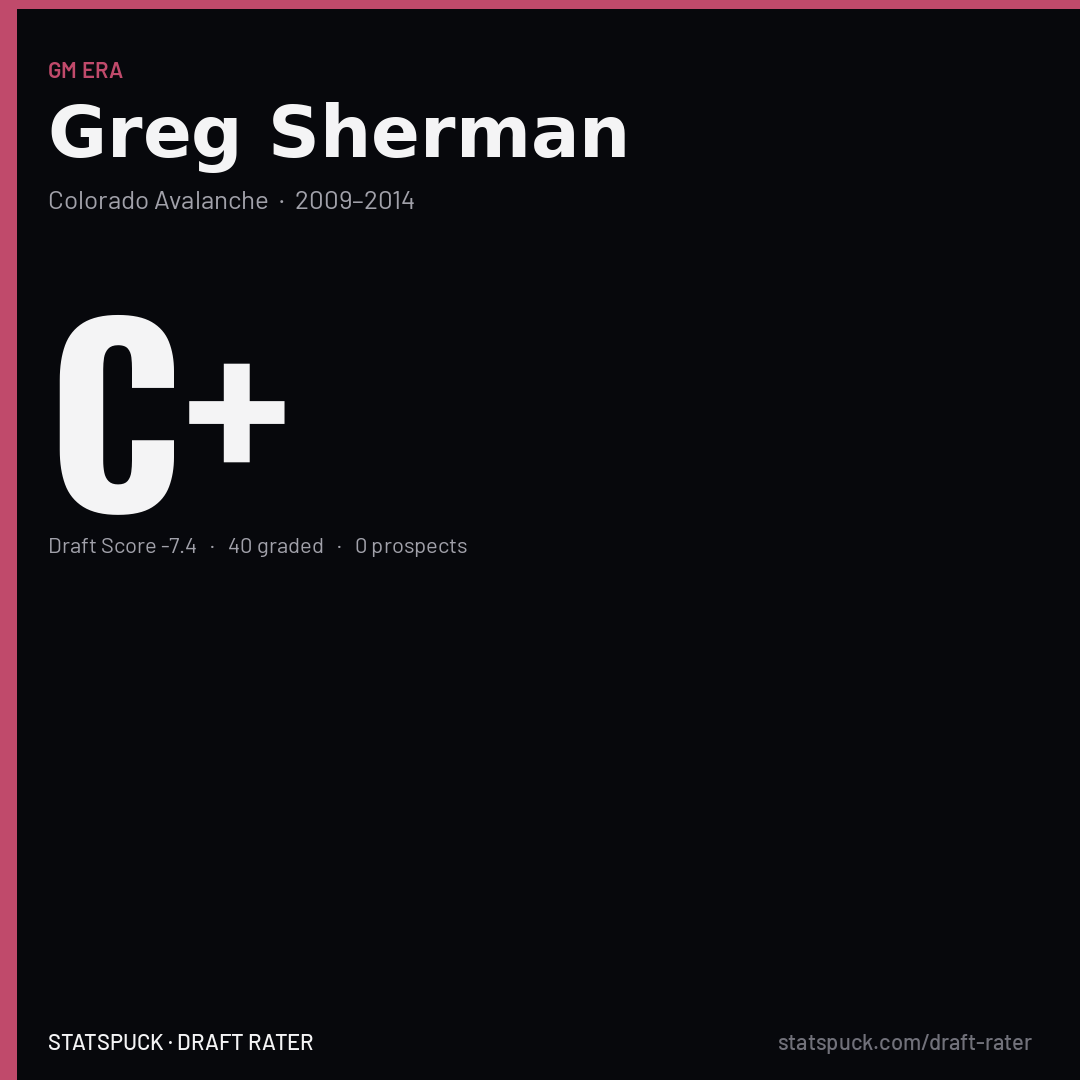 GM ERA
Greg Sherman
Colorado Avalanche · 2009–2014
C+
Draft Score -7.4 · 40 graded · 0 prospects
STATSPUCK · DRAFT RATER
statspuck.com/draft-rater